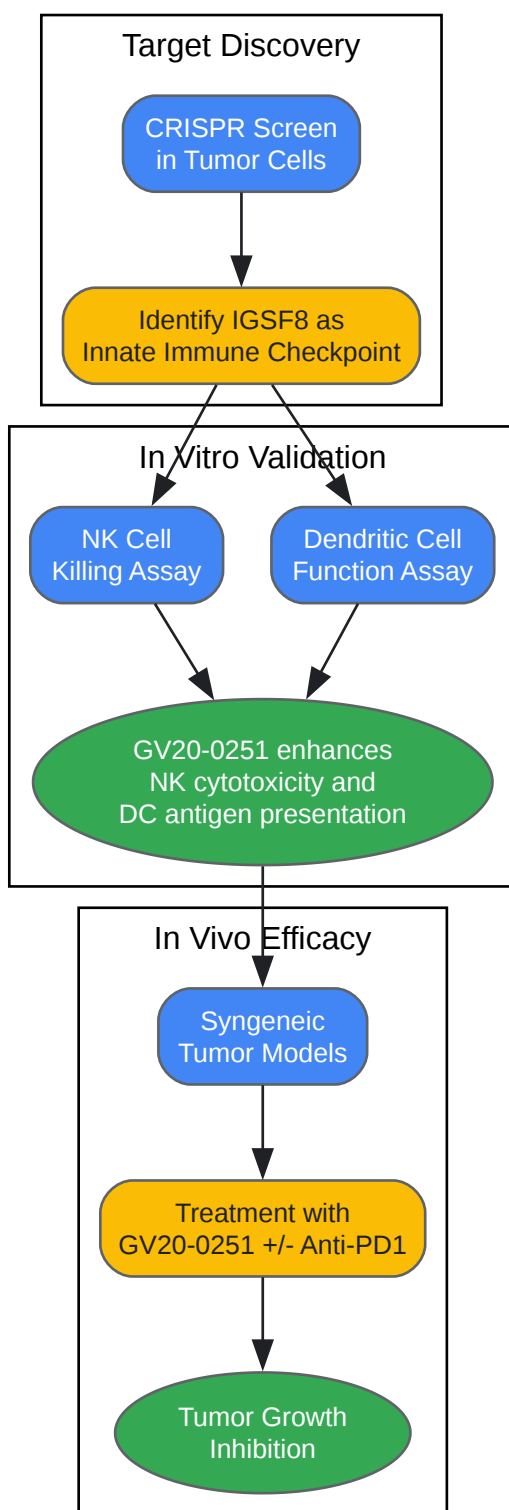 Target Discovery
CRISPR Screen
in Tumor Cells
Identify IGSF8 as
Innate Immune Checkpoint
In Vitro Validation
NK Cell
Killing Assay
Dendritic Cell
Function Assay
GV20-0251 enhances
NK cytotoxicity and
DC antigen presentation
In Vivo Efficacy
Syngeneic
Tumor Models
Treatment with
GV20-0251 +/- Anti-PD1
Tumor Growth
Inhibition